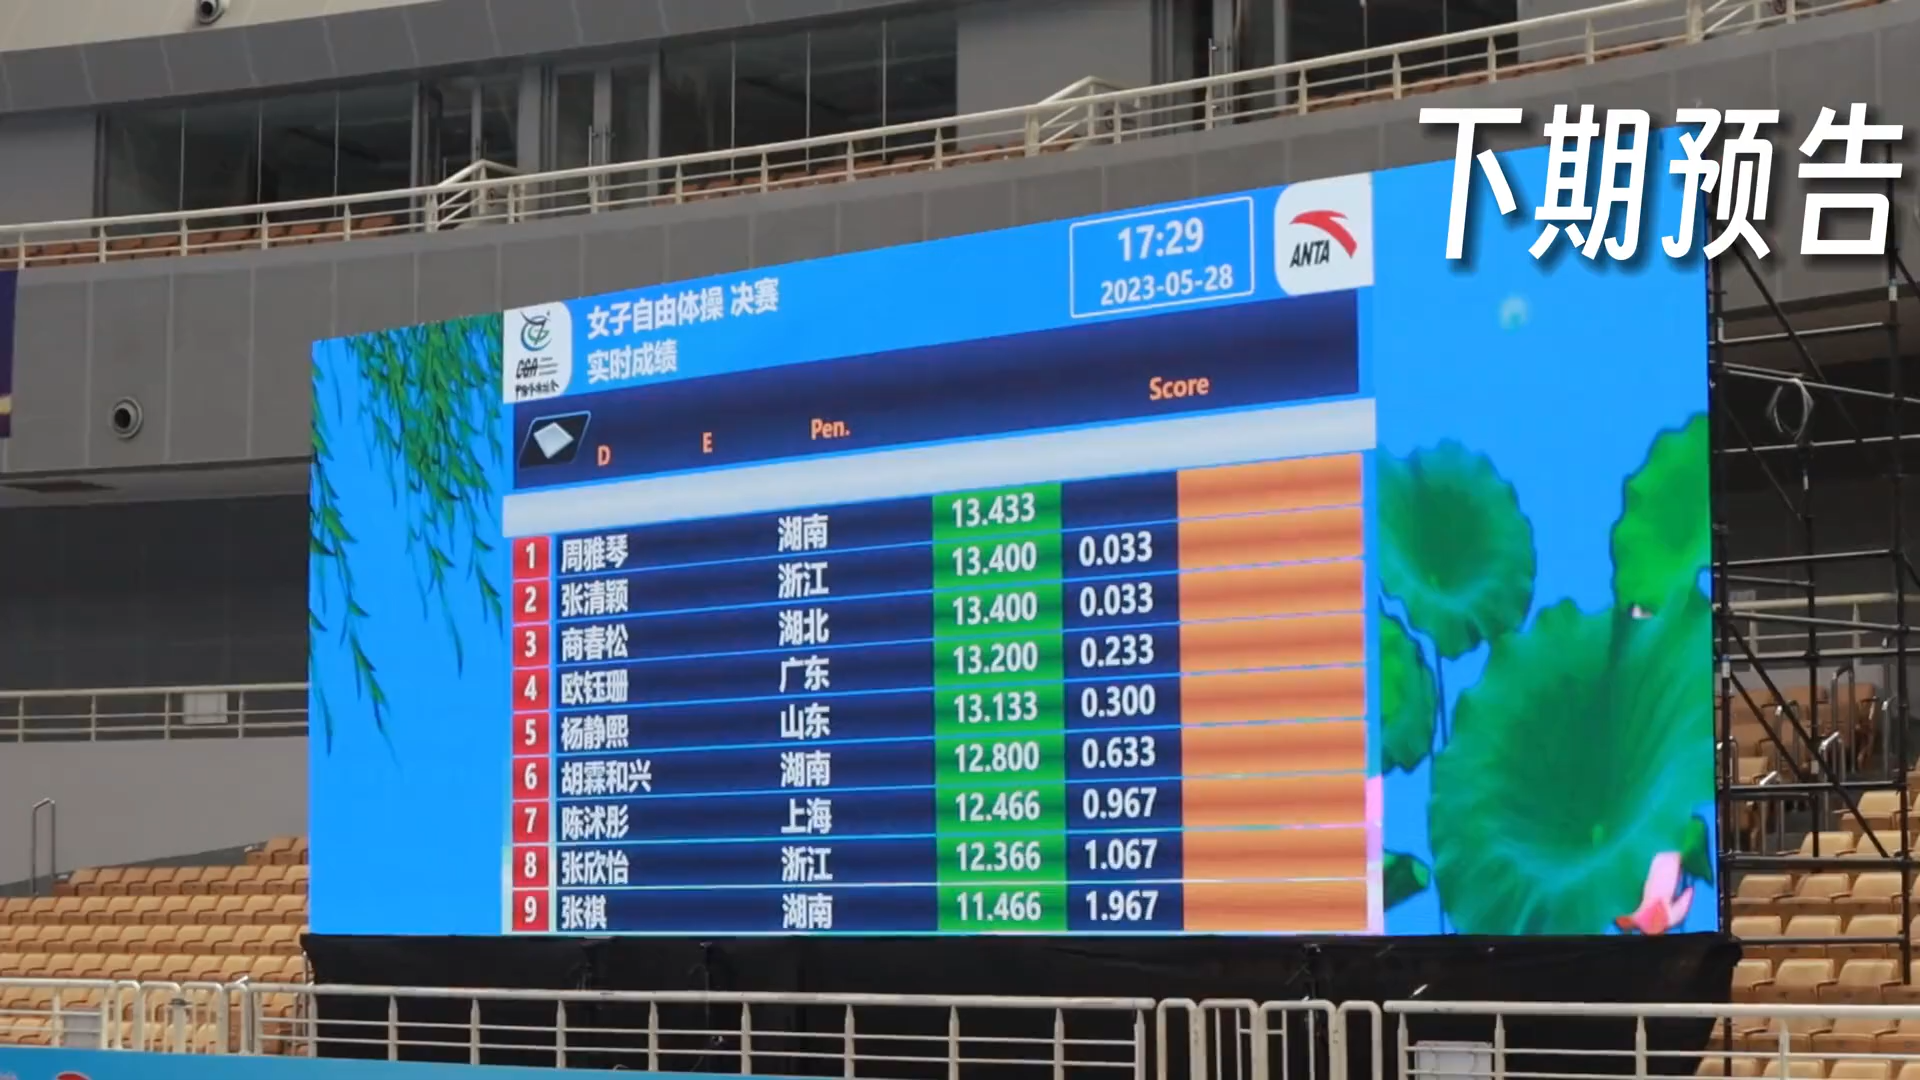 下期预告
17:29
2023-05-28
ANTA
女子自由体操 决赛
实时成绩
CGA
D E Pen. Score
1 周雅琴 湖南 13.433
2 张清颖 浙江 13.400 0.033
3 商春松 湖北 13.400 0.033
4 欧钰珊 广东 13.200 0.233
5 杨静熙 山东 13.133 0.300
6 胡霖和兴 湖南 12.800 0.633
7 陈沭彤 上海 12.466 0.967
8 张欣怡 浙江 12.366 1.067
9 张祺 湖南 11.466 1.967